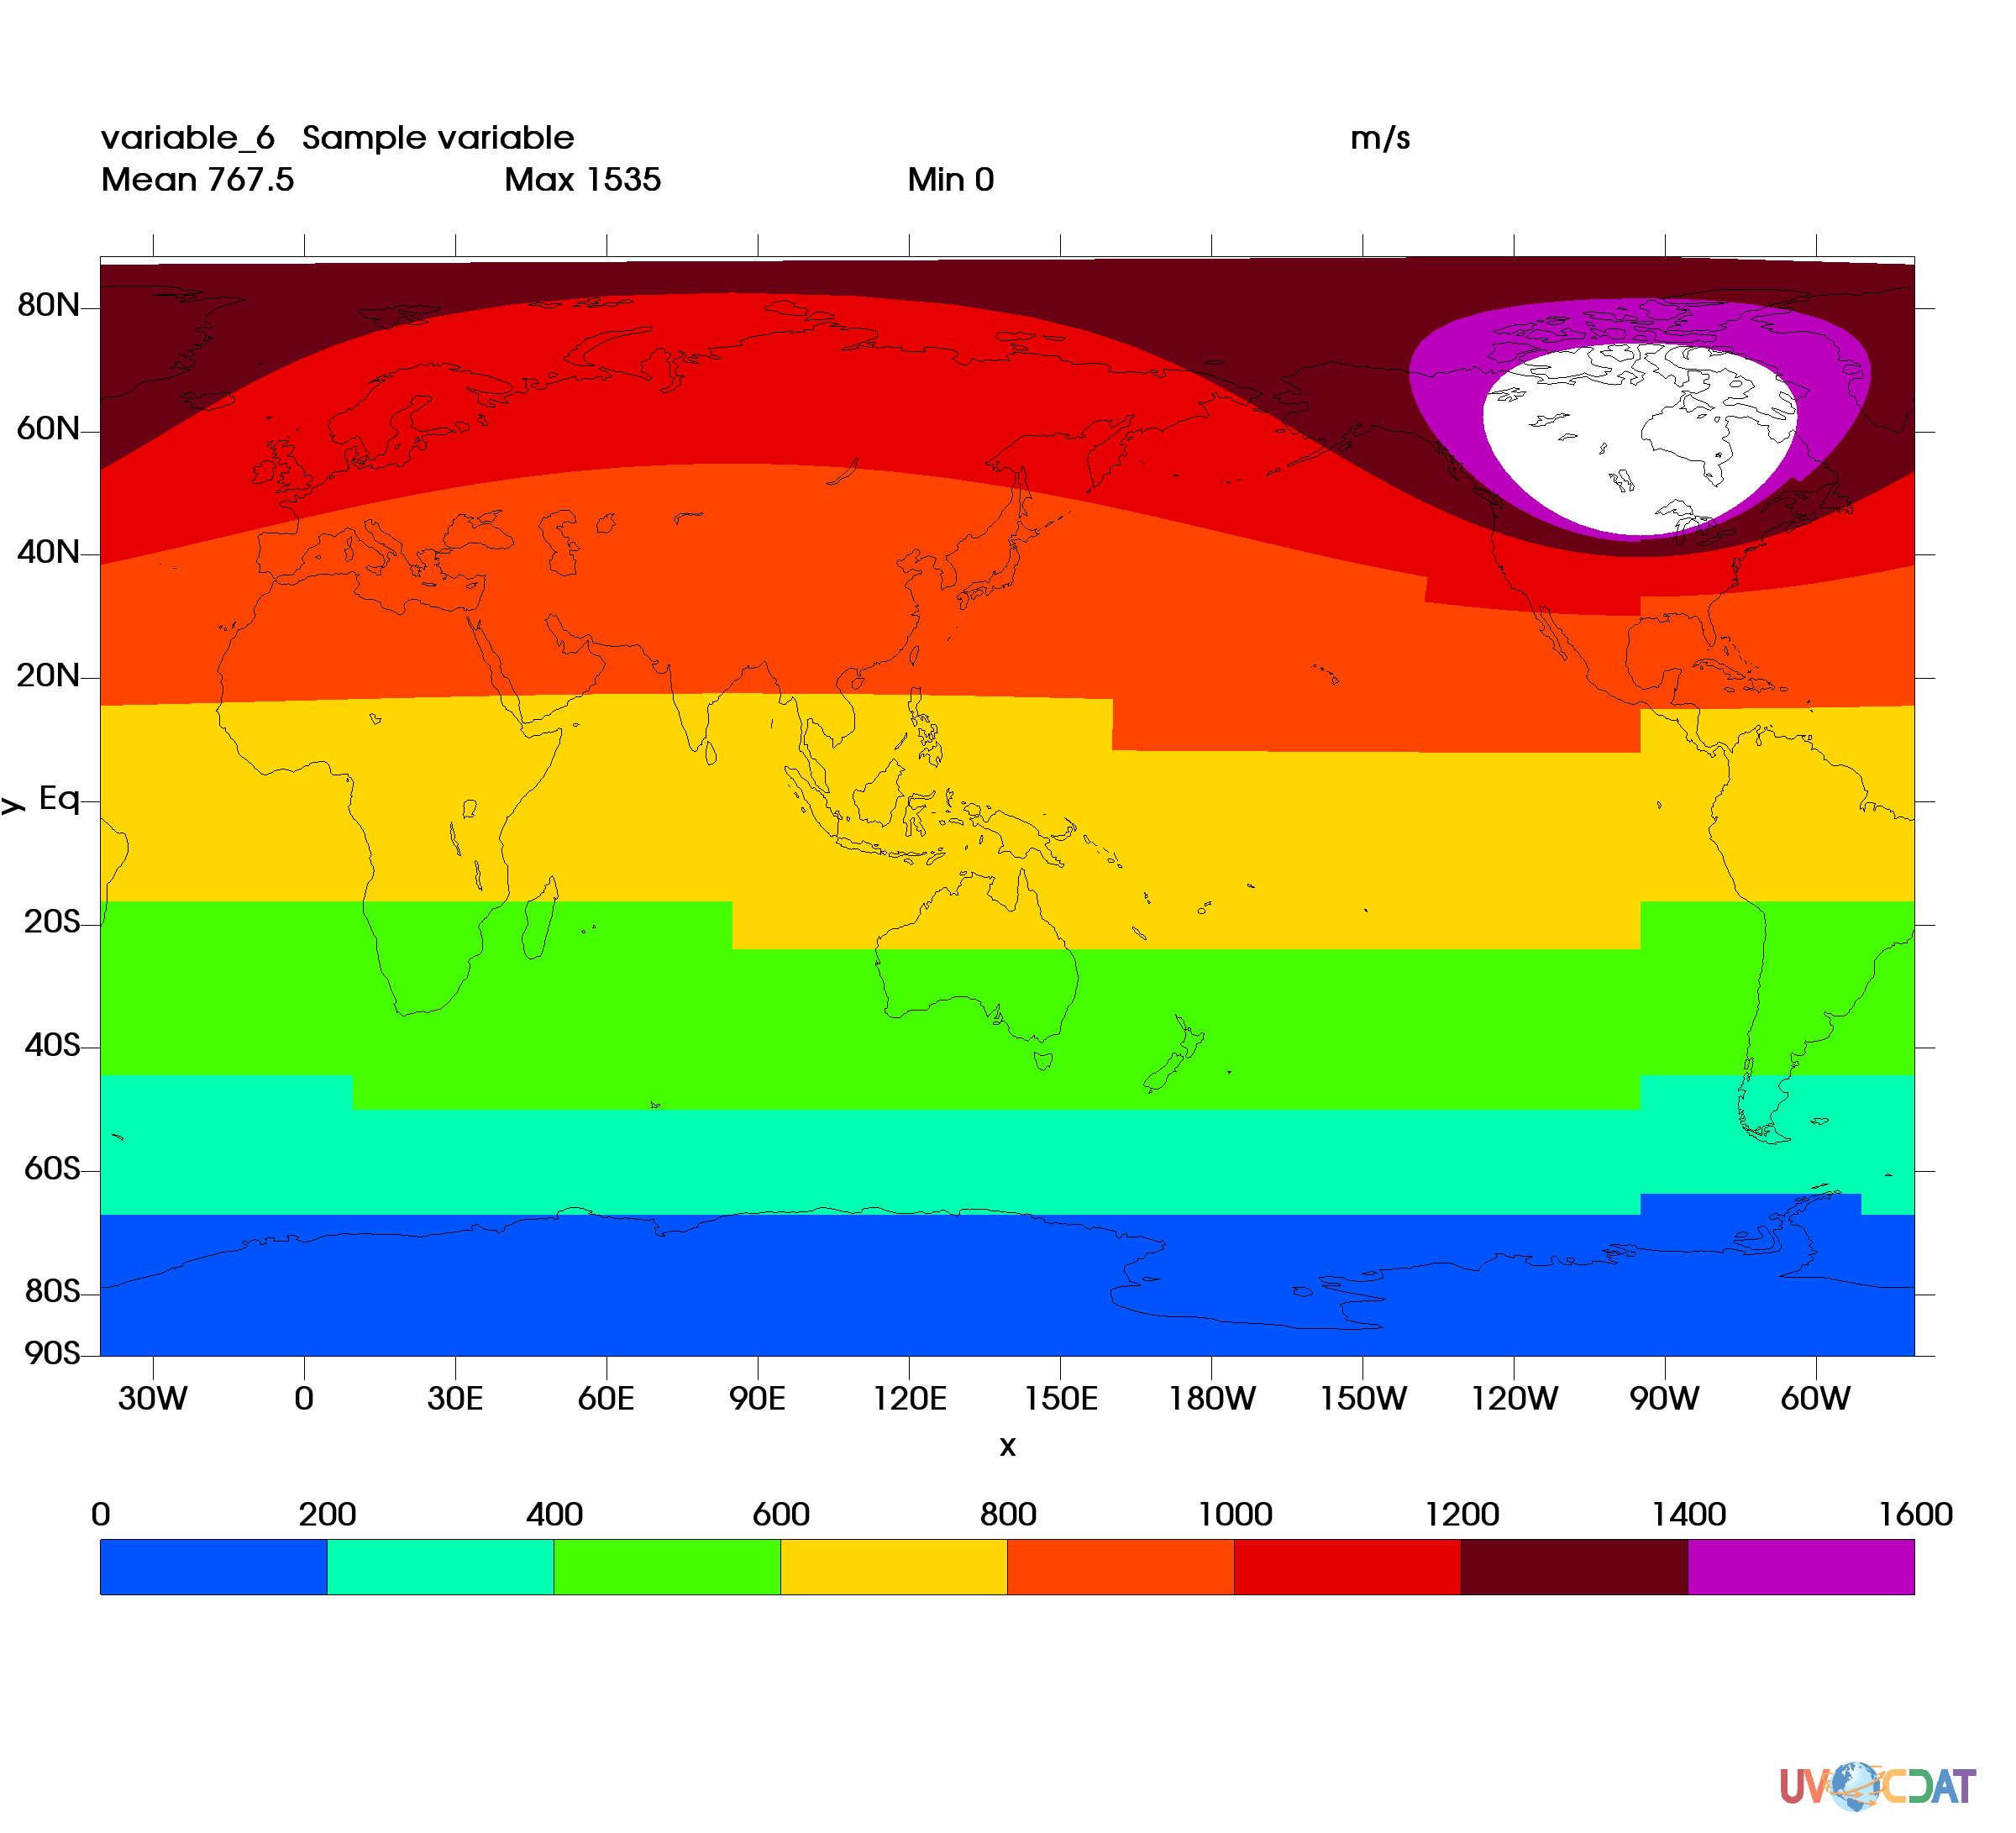 variable_6 Sample variable m/s
Mean 767.5 Max 1535 Min 0
80N
60N
40N
20N
y Eq
20S
40S
60S
80S
90S
30W 0 30E 60E 90E 120E 150E 180W 150W 120W 90W 60W
x
0 200 400 600 800 1000 1200 1400 1600
UV CDAT